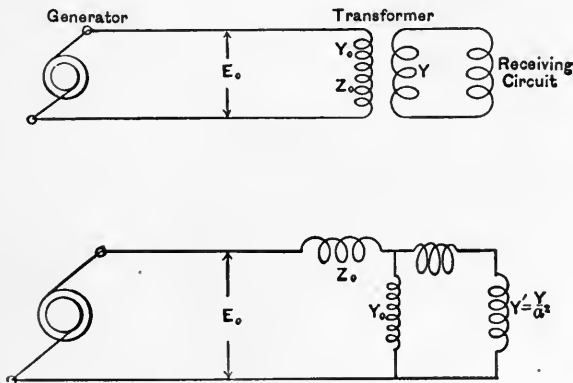 Generator
Transformer
E₀
Y₀
Z₀
Y
Receiving
Circuit
E₀
Z₀
Y₀
Y'=Y/a²